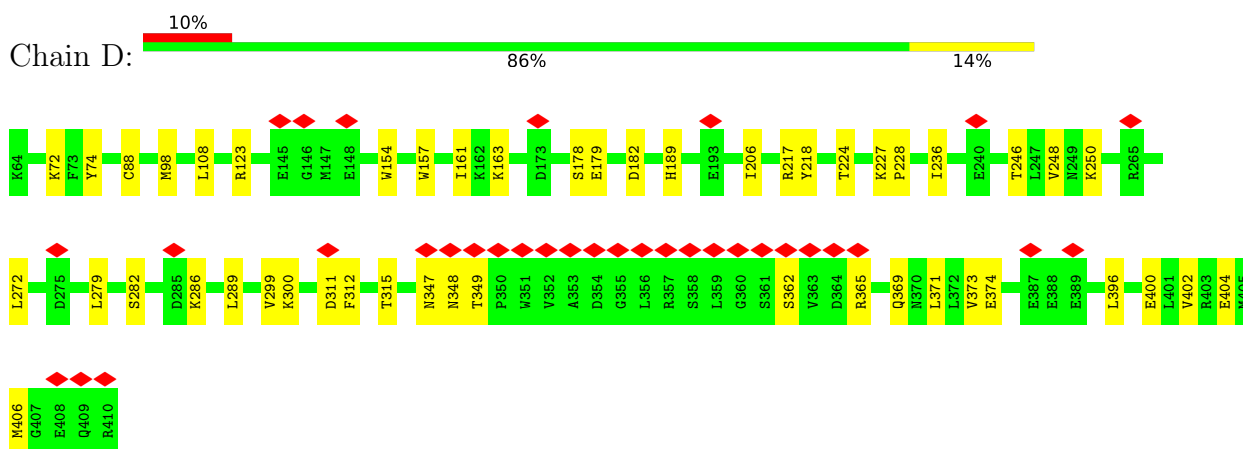 10%
Chain D:
86% 14%
K64 K72 F73 Y74 C88 M98 L108 R123 E145 G146 M147 E148 W154 W157 I161 K162 K163 D173 S178 E179 D182 H189 E193 I206 R217 Y218 T224 K227 P228 I236 E240 T246 L247 V248 N249 K250 R265
L272 D275 L279 S282 D285 K286 L289 V299 K300 D311 F312 T315 N347 N348 T349 P350 W351 V352 A353 D354 G355 L356 R357 S358 L359 G360 S361 S362 V363 D364 R365 Q369 N370 L371 L372 V373 E374 E387 E388 E389 L396 E400 L401 V402 R403 E404 M405
M406 G407 E408 Q409 R410